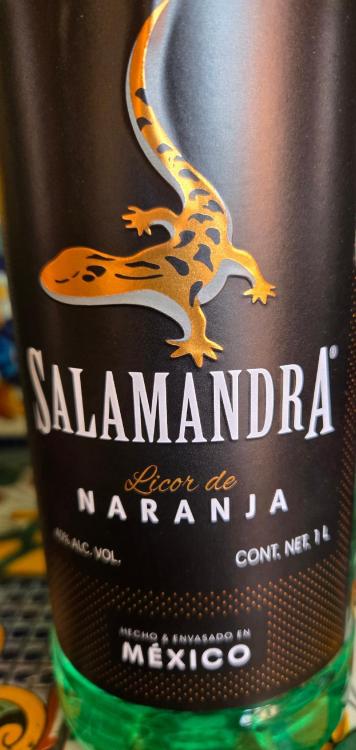 SALAMANDRA®
Licor de
NARANJA
40% ALC. VOL.
CONT. NET. 1 L
HECHO & ENVASADO EN
MÉXICO